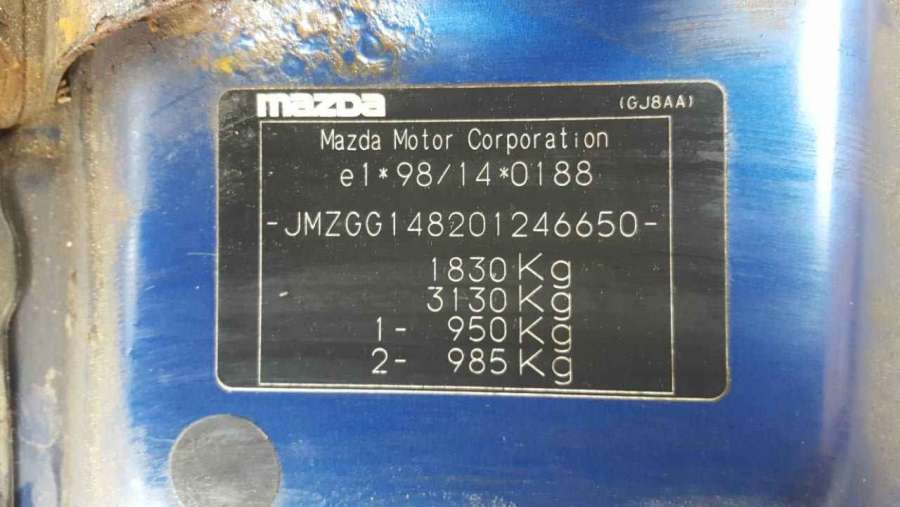 mazda (GJ8AA)
Mazda Motor Corporation
e1*98/14*0188
-JMZGG148201246650-
1830Kg
3130Kg
1- 950Kg
2- 985Kg